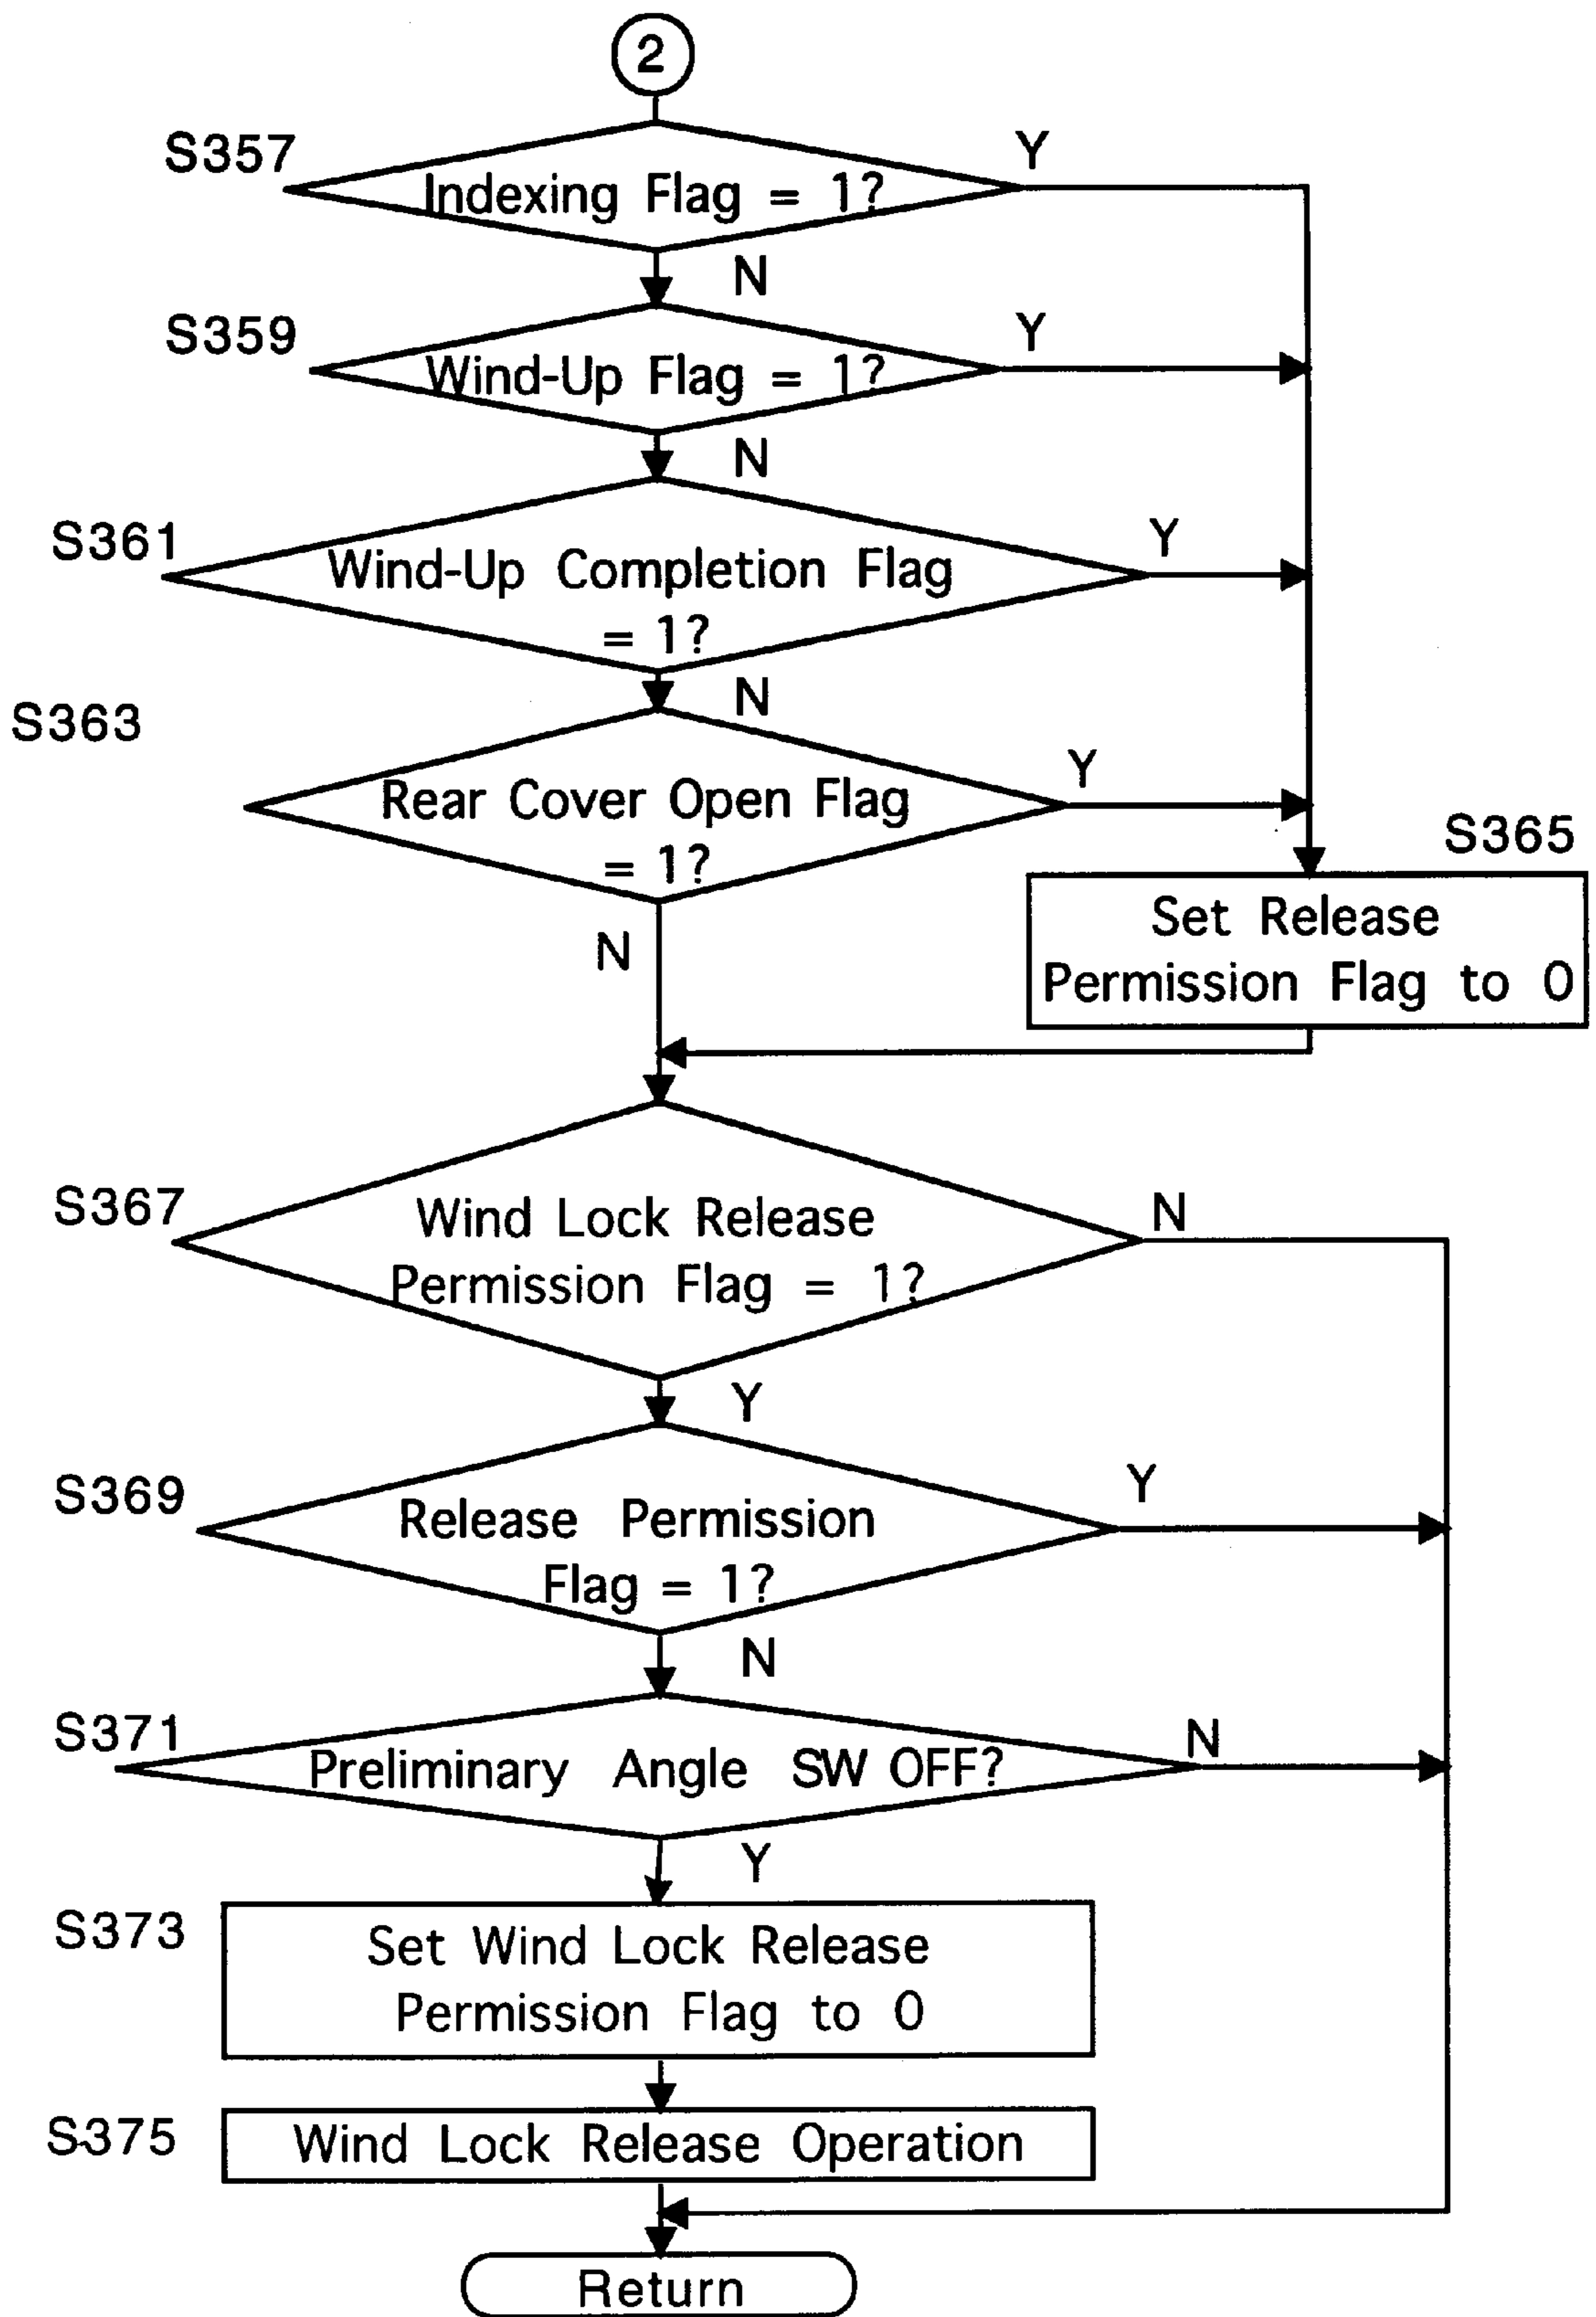 2
S357
Indexing Flag = 1?
Y
N
S359
Wind-Up Flag = 1?
Y
N
S361
Wind-Up Completion Flag
= 1?
Y
N
S363
Rear Cover Open Flag
= 1?
Y
N
S365
Set Release
Permission Flag to 0
S367
Wind Lock Release
Permission Flag = 1?
N
Y
S369
Release Permission
Flag = 1?
Y
N
S371
Preliminary Angle SW OFF?
N
Y
S373
Set Wind Lock Release
Permission Flag to 0
S375
Wind Lock Release Operation
Return